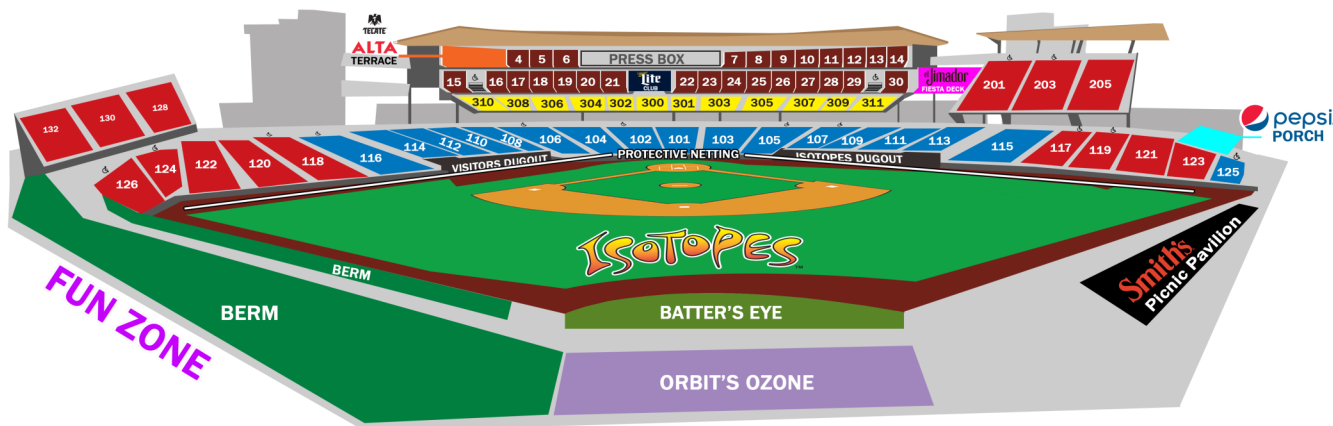 TECATE
ALTA
TERRACE
4 5 6 PRESS BOX 7 8 9 10 11 12 13 14
15 16 17 18 19 20 21 Lite CLUB 22 23 24 25 26 27 28 29 30
el Jimador
FIESTA DECK
201 203 205
310 308 306 304 302 300 301 303 305 307 309 311
132 130 128
pepsi
PORCH
126 124 122 120 118 116 114 112 110 108 106 104 102 101 103 105 107 109 111 113 115 117 119 121 123 125
VISITORS DUGOUT
PROTECTIVE NETTING
ISOTOPES DUGOUT
ISOTOPES
TM
Smith's
Picnic Pavilion
BERM
FUN ZONE
BERM
BATTER'S EYE
ORBIT'S OZONE